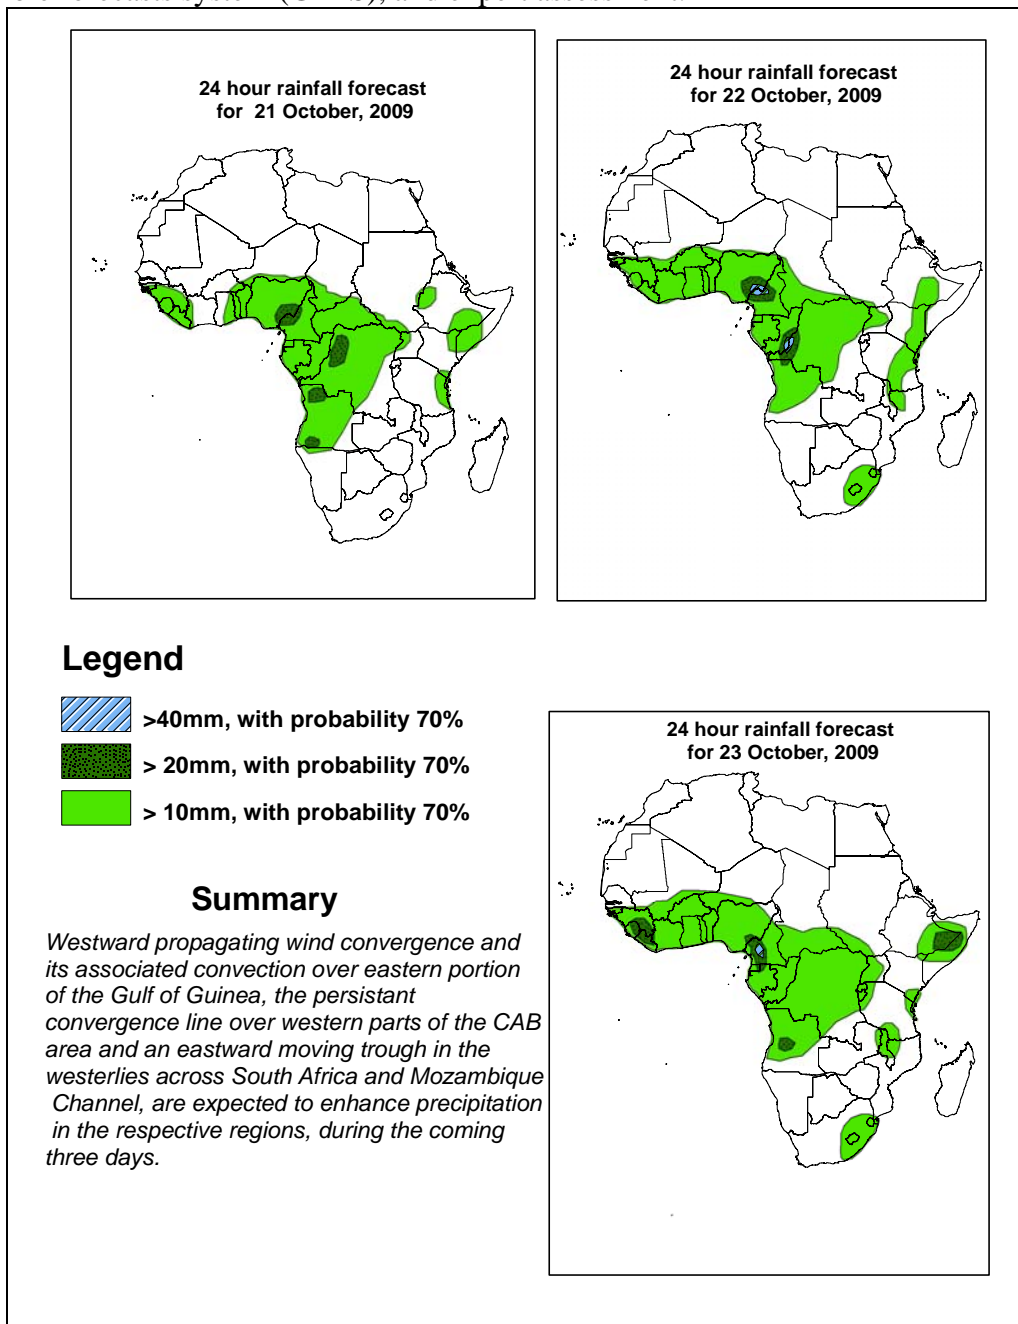 24 hour rainfall forecast
for 21 October, 2009
24 hour rainfall forecast
for 22 October, 2009
Legend
>40mm, with probability 70%
> 20mm, with probability 70%
> 10mm, with probability 70%
24 hour rainfall forecast
for 23 October, 2009
Summary
Westward propagating wind convergence and
its associated convection over eastern portion
of the Gulf of Guinea, the persistant
convergence line over western parts of the CAB
area and an eastward moving trough in the
westerlies across South Africa and Mozambique
Channel, are expected to enhance precipitation
in the respective regions, during the coming
three days.